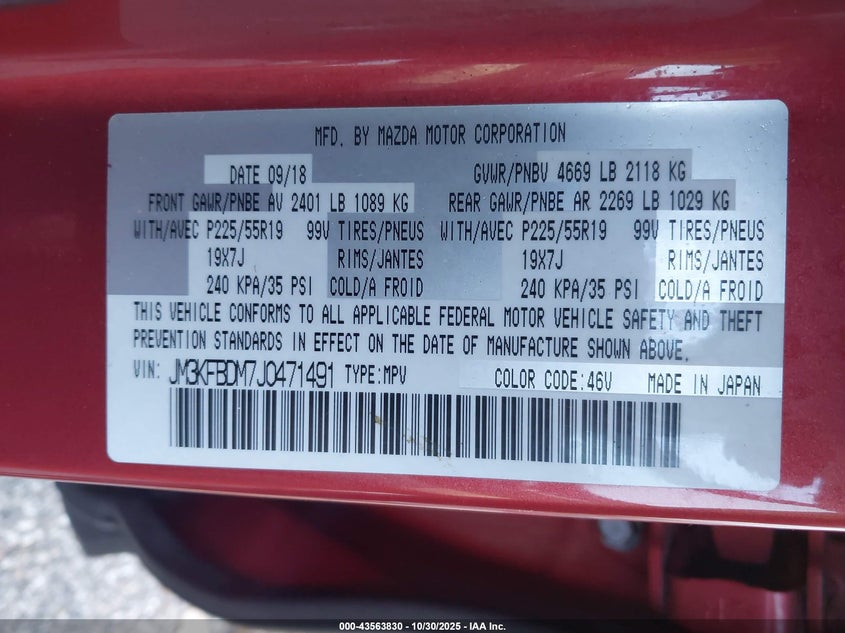 MFD. BY MAZDA MOTOR CORPORATION
DATE 09/18 GVWR/PNBV 4669 LB 2118 KG
FRONT GAWR/PNBE AV 2401 LB 1089 KG REAR GAWR/PNBE AR 2269 LB 1029 KG
WITH/AVEC P225/55R19 99V TIRES/PNEUS WITH/AVEC P225/55R19 99V TIRES/PNEUS
19X7J RIMS/JANTES 19X7J RIMS/JANTES
240 KPA/35 PSI COLD/A FROID 240 KPA/35 PSI COLD/A FROID
THIS VEHICLE CONFORMS TO ALL APPLICABLE FEDERAL MOTOR VEHICLE SAFETY AND THEFT
PREVENTION STANDARDS IN EFFECT ON THE DATE OF MANUFACTURE SHOWN ABOVE.
VIN: JM3KFBDM7J0471491 TYPE:MPV COLOR CODE:46V MADE IN JAPAN
000-43563830 - 10/30/2025 - IAA Inc.